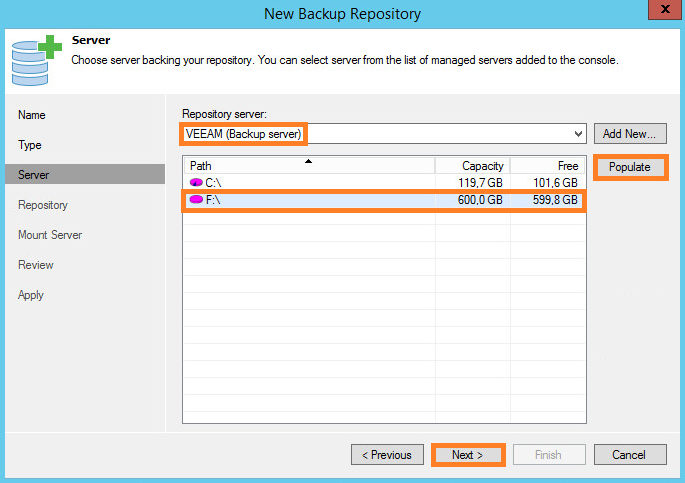 New Backup Repository
x
Server
Choose server backing your repository. You can select server from the list of managed servers added to the console.
Name
Type
Server
Repository
Mount Server
Review
Apply
Repository server:
VEEAM (Backup server)
Add New...
Populate
Path Capacity Free
C:\ 119,7 GB 101,6 GB
F:\ 600,0 GB 599,8 GB
< Previous Next > Finish Cancel